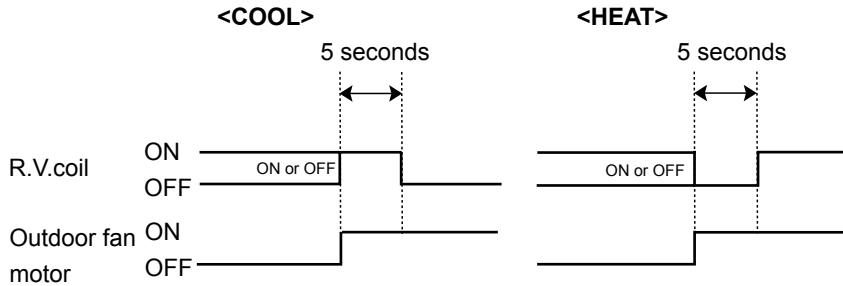 <COOL>
<HEAT>
5 seconds
5 seconds
R.V.coil
ON
OFF
ON or OFF
ON or OFF
Outdoor fan
motor
ON
OFF